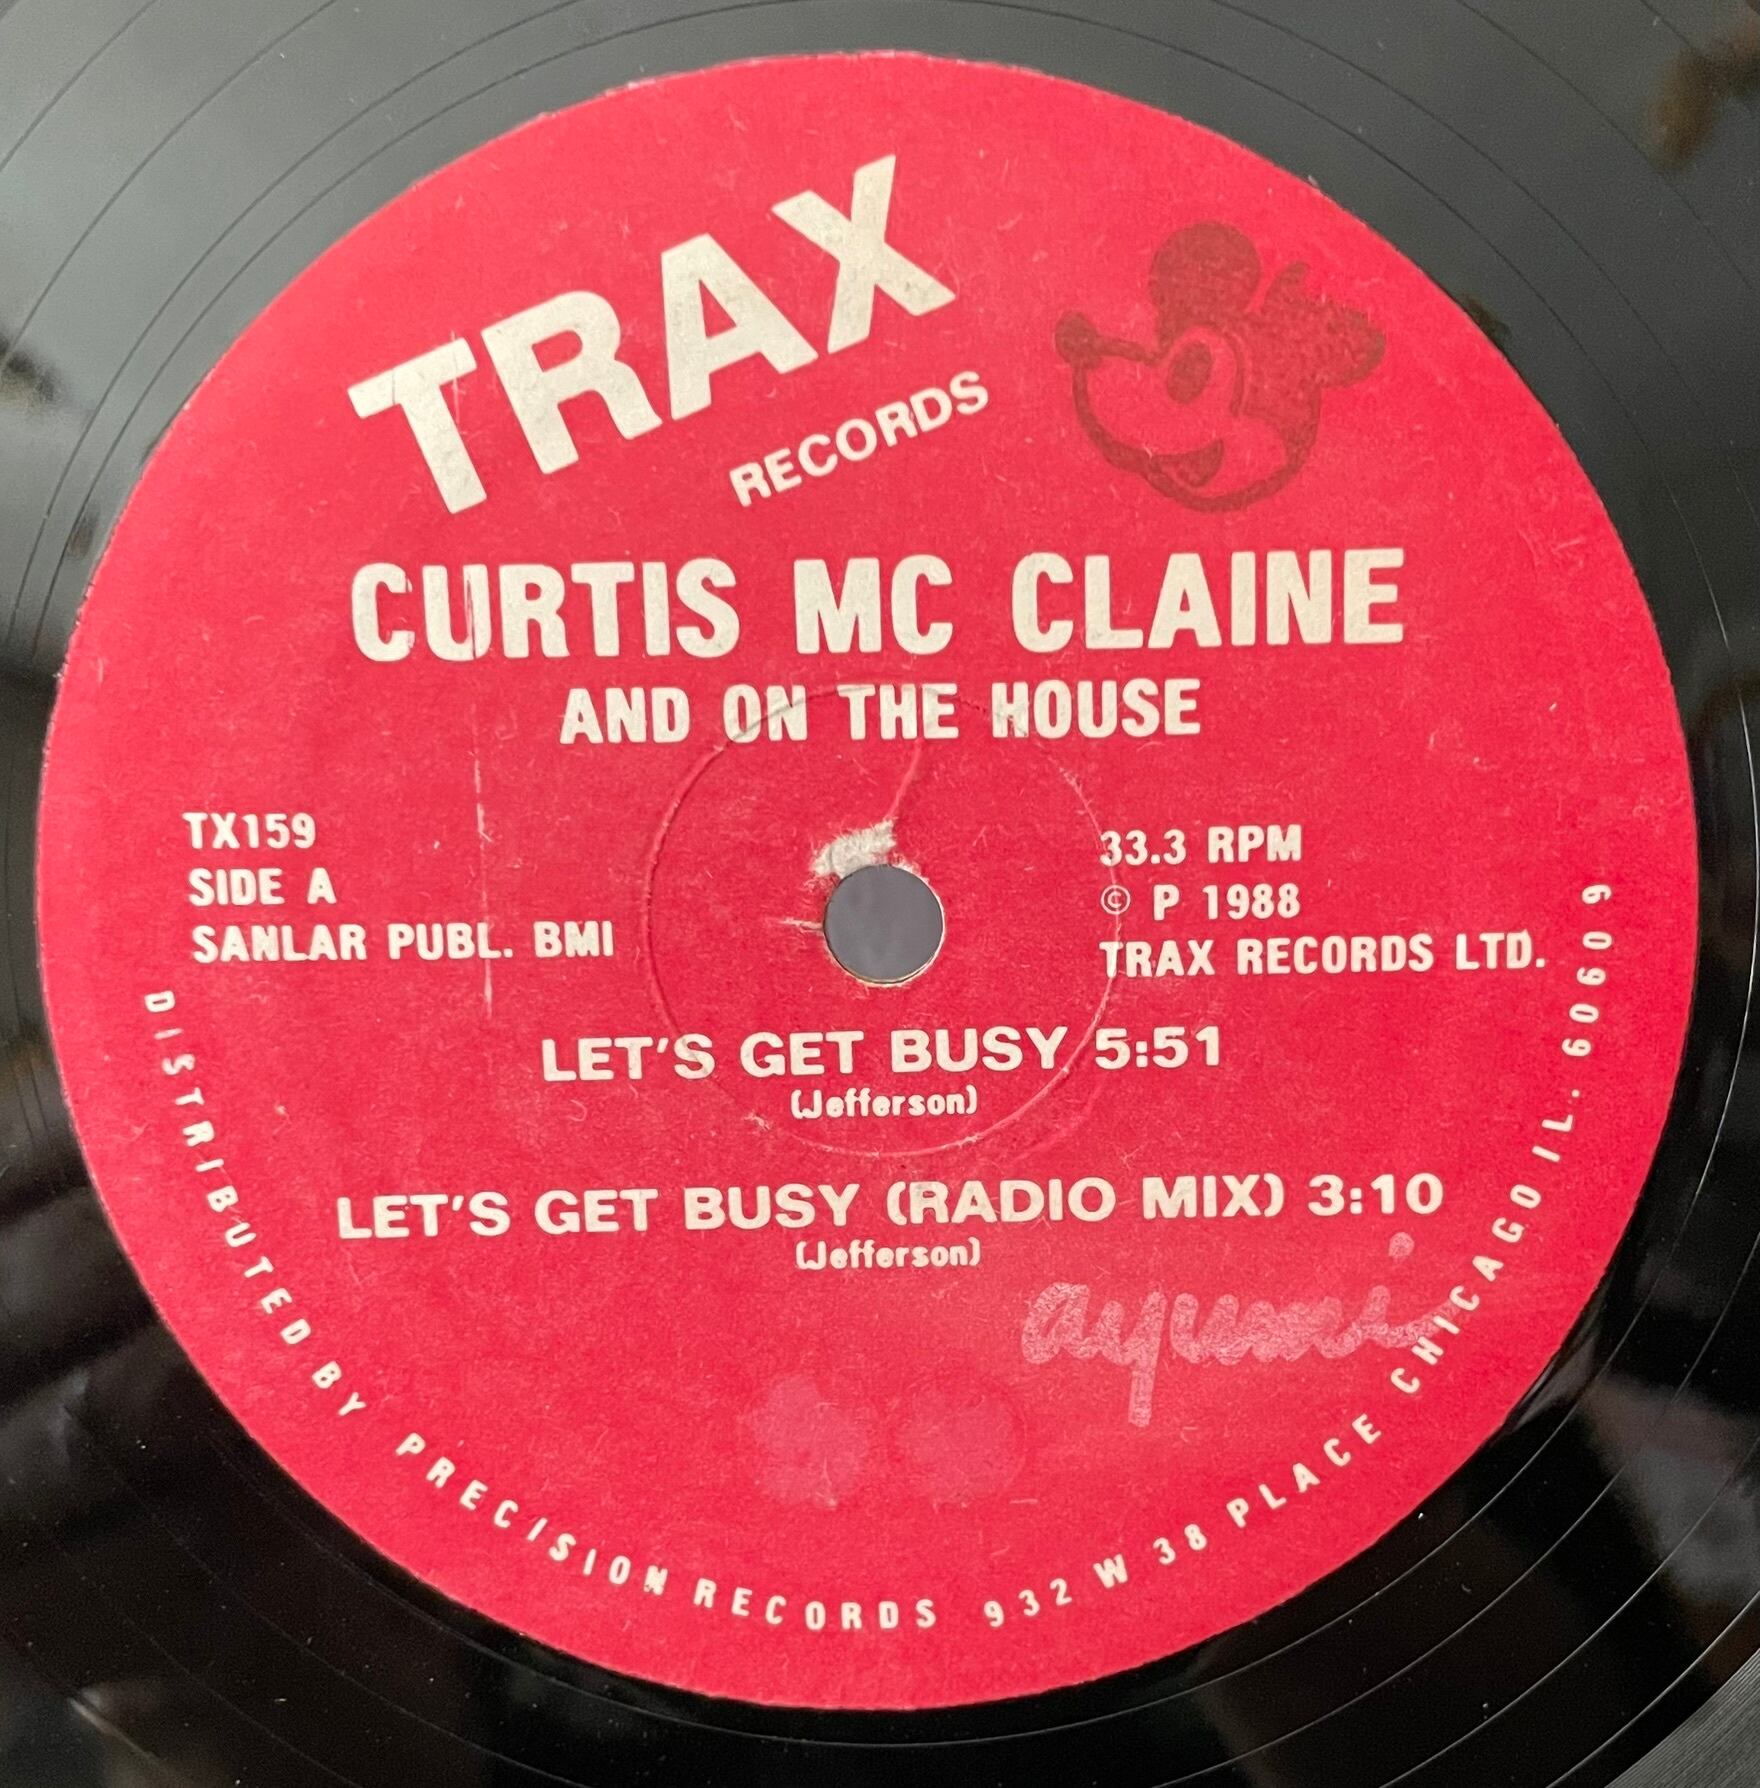 TRAX
RECORDS
CURTIS MC CLAINE
AND ON THE HOUSE
TX159
SIDE A
SANLAR PUBL. BMI
33.3 RPM
© P 1988
TRAX RECORDS LTD.
LET'S GET BUSY 5:51
(Jefferson)
LET'S GET BUSY (RADIO MIX) 3:10
(Jefferson)
ayumi
DISTRIBUTED BY PRECISION RECORDS 932 W 38 PLACE CHICAGO IL. 60609